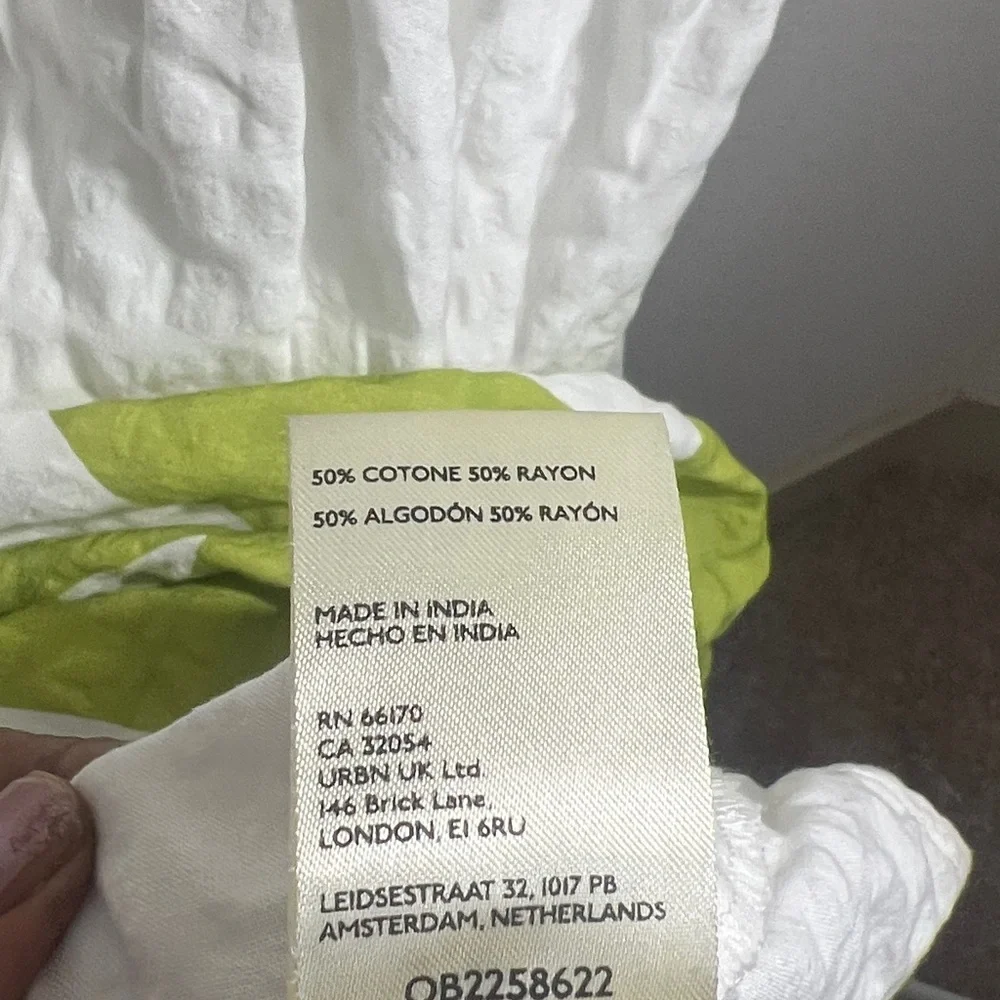 50% COTONE 50% RAYON
50% ALGODÓN 50% RAYÓN
MADE IN INDIA
HECHO EN INDIA
RN 66170
CA 32054
URBN UK Ltd
146 Brick Lane,
LONDON, E1 6RU
LEIDSESTRAAT 32, 1017 PB
AMSTERDAM, NETHERLANDS
OB2258622